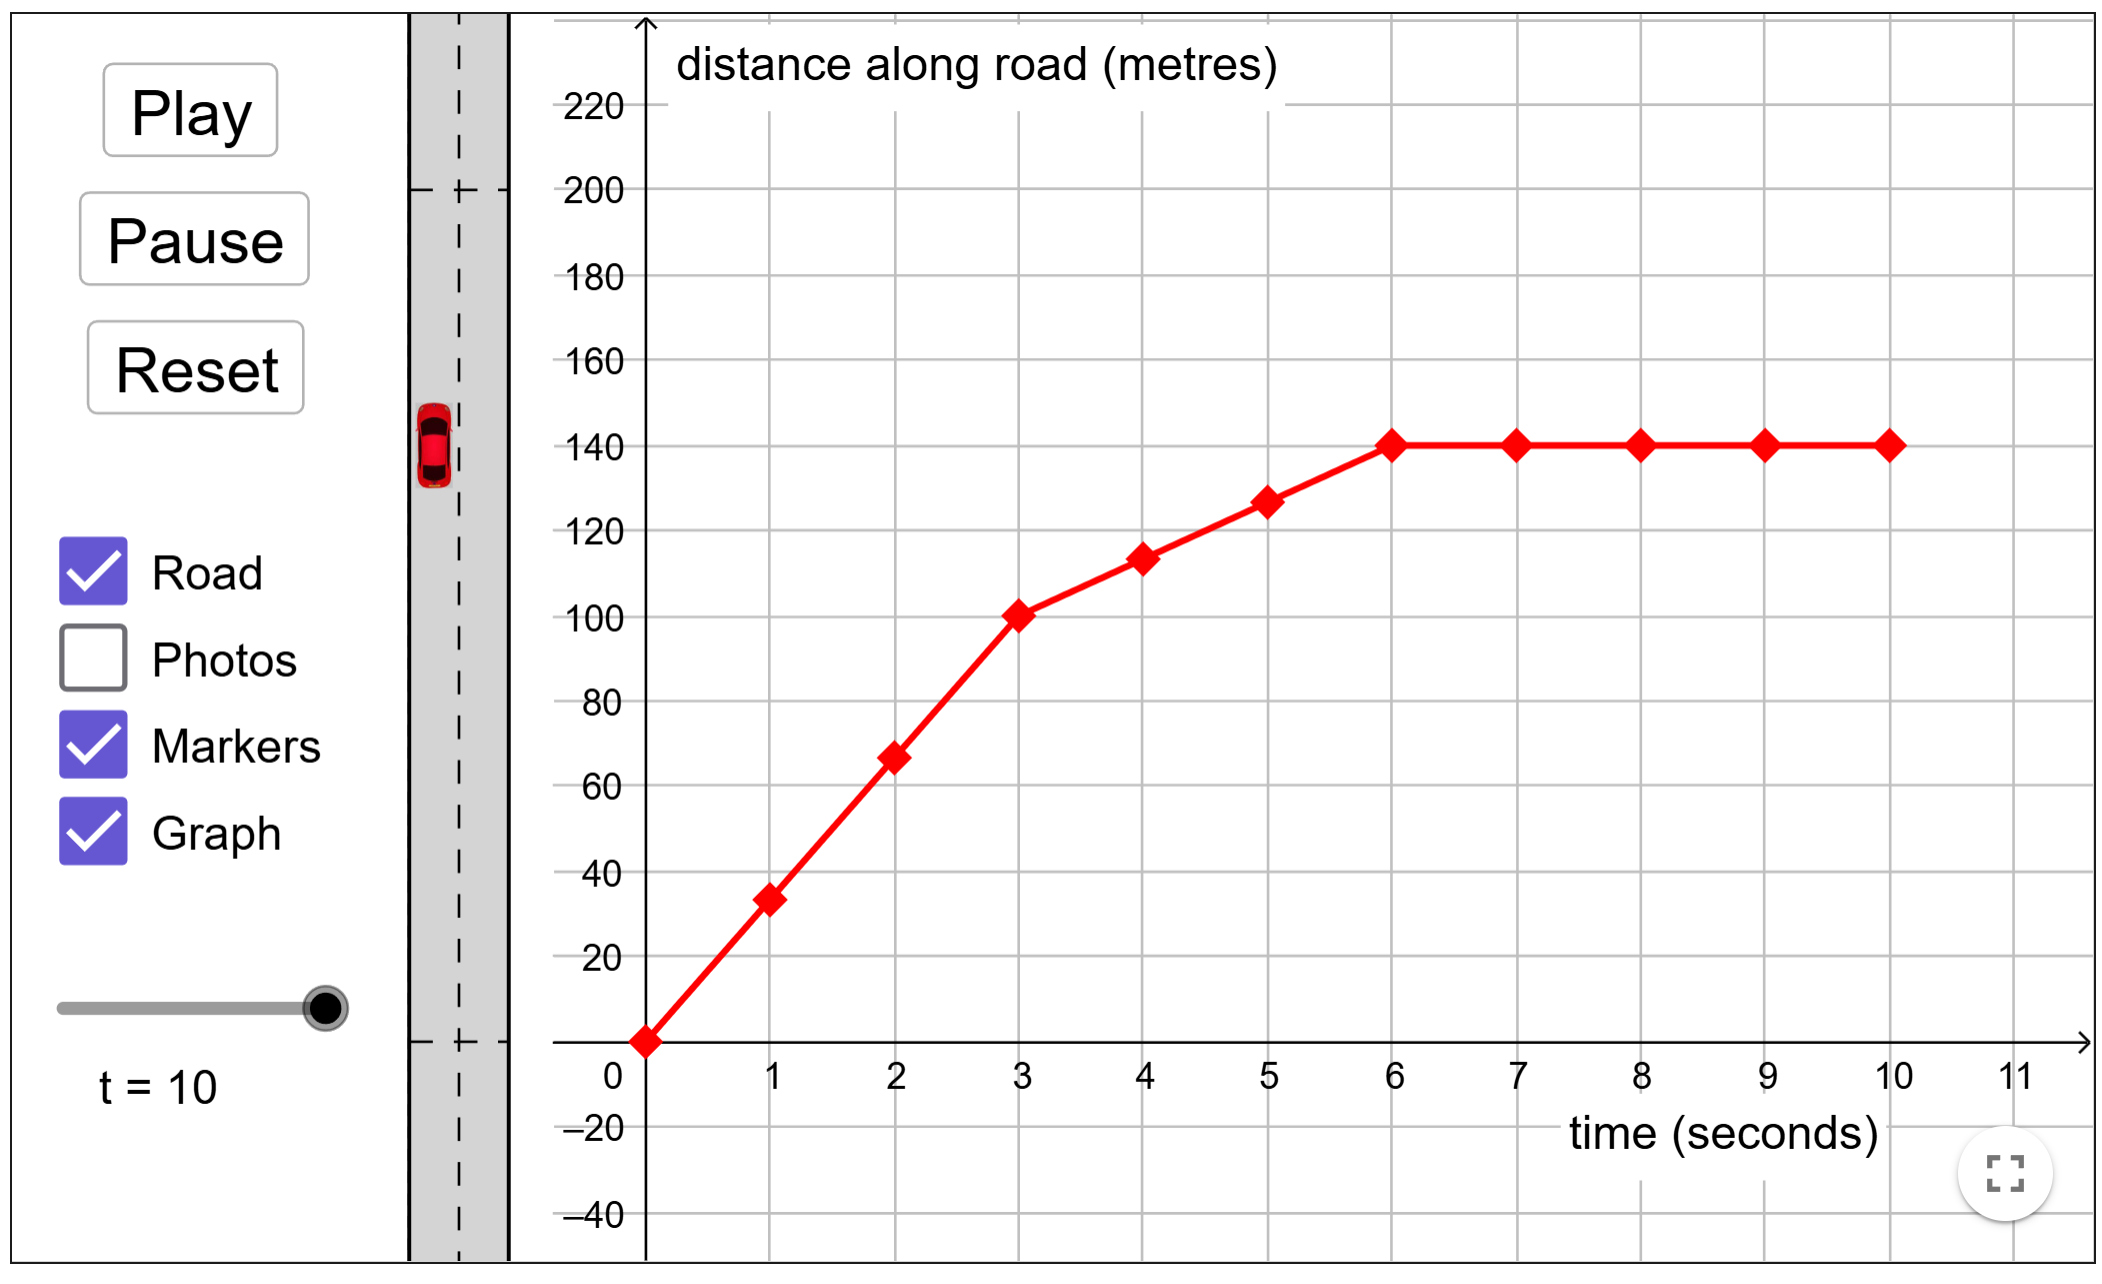 Play
Pause
Reset
Road
Photos
Markers
Graph
t = 10
distance along road (metres)
220
200
180
160
140
120
100
80
60
40
20
0 1 2 3 4 5 6 7 8 9 10 11
–20
time (seconds)
–40